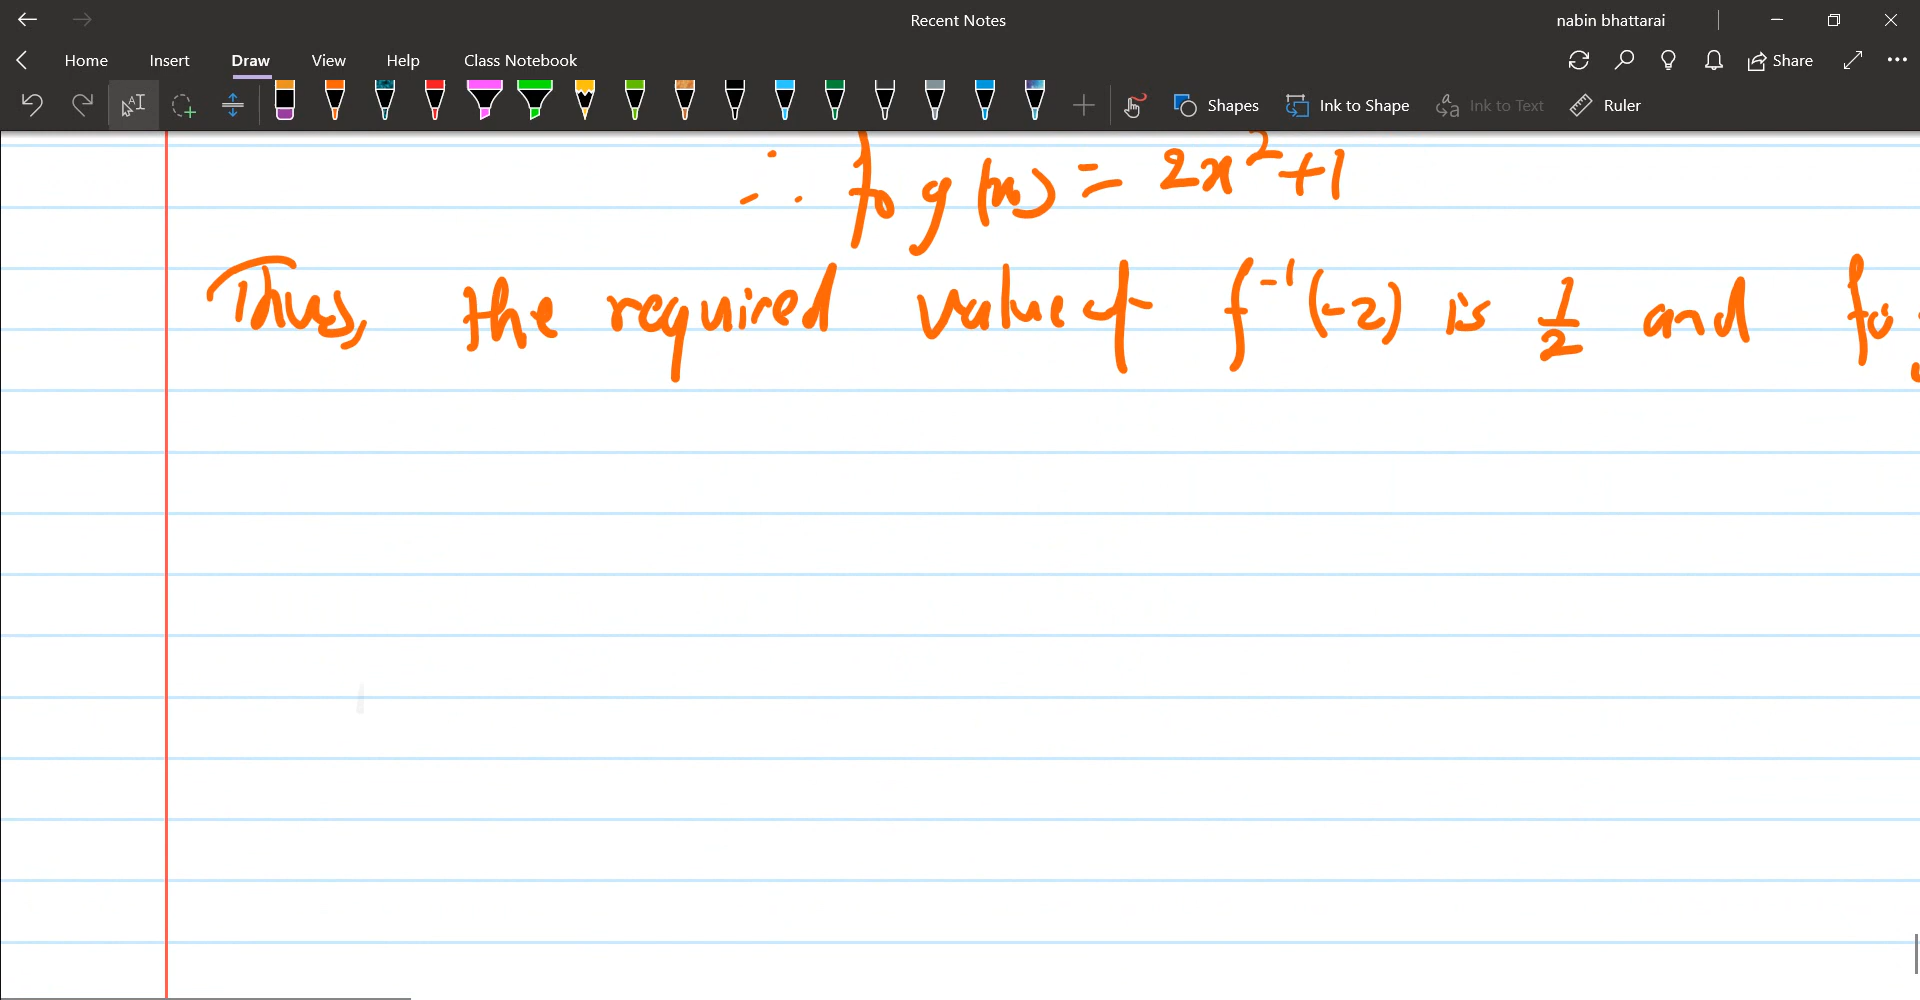 Recent Notes nabin bhattarai
Home Insert Draw View Help Class Notebook Share
Shapes Ink to Shape Ink to Text Ruler
∴ fog(x) = 2x²+1
Thus, the required value of f⁻¹(-2) is 1/2 and fo